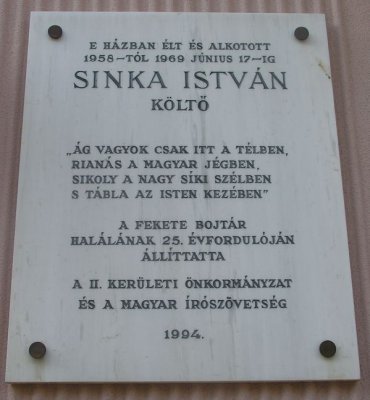 E HÁZBAN ÉLT ÉS ALKOTOTT
1958-TÓL 1969 JÚNIUS 17-IG
SINKA ISTVÁN
KÖLTŐ
„ÁG VAGYOK CSAK ITT A TÉLBEN,
RIANÁS A MAGYAR JÉGBEN,
SIKOLY A NAGY SÍKI SZÉLBEN
S TÁBLA AZ ISTEN KEZÉBEN"
A FEKETE BOJTÁR
HALÁLÁNAK 25. ÉVFORDULÓJÁN
ÁLLÍTTATTA
A II. KERÜLETI ÖNKORMÁNYZAT
ÉS A MAGYAR ÍRÓSZÖVETSÉG
1994.